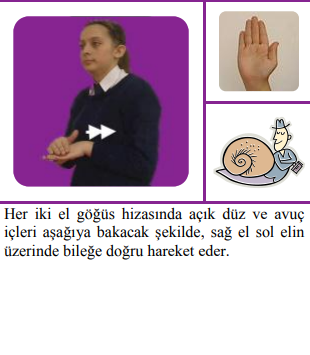 Her iki el göğüs hizasında açık düz ve avuç
içleri aşağıya bakacak şekilde, sağ el sol elin
üzerinde bileğe doğru hareket eder.